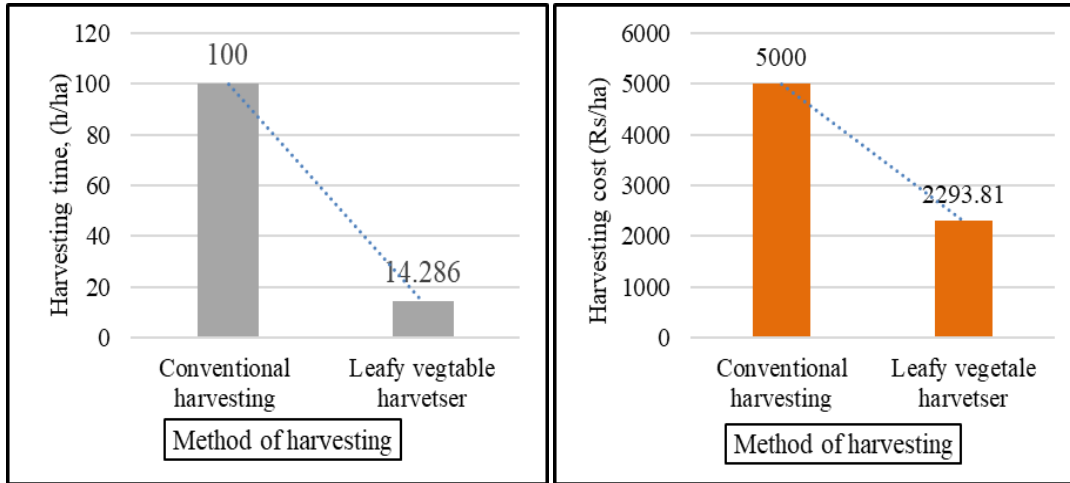 Harvesting time, (h/ha)
120
100
80
60
40
20
0
100
14.286
Conventional
harvesting
Leafy vegtable
harvetser
Method of harvesting
Harvesting cost (Rs/ha)
6000
5000
4000
3000
2000
1000
0
5000
2293.81
Conventional
harvesting
Leafy vegetale
harvetser
Method of harvesting